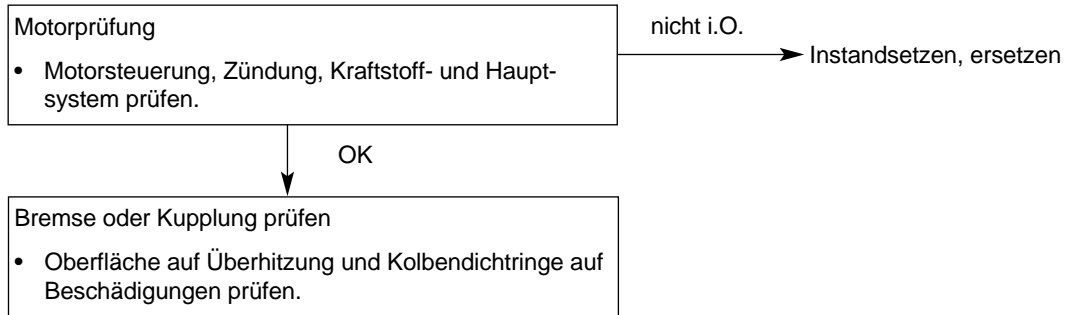 Motorprüfung
• Motorsteuerung, Zündung, Kraftstoff- und Haupt-
system prüfen.
nicht i.O.
Instandsetzen, ersetzen
OK
Bremse oder Kupplung prüfen
• Oberfläche auf Überhitzung und Kolbendichtringe auf
Beschädigungen prüfen.